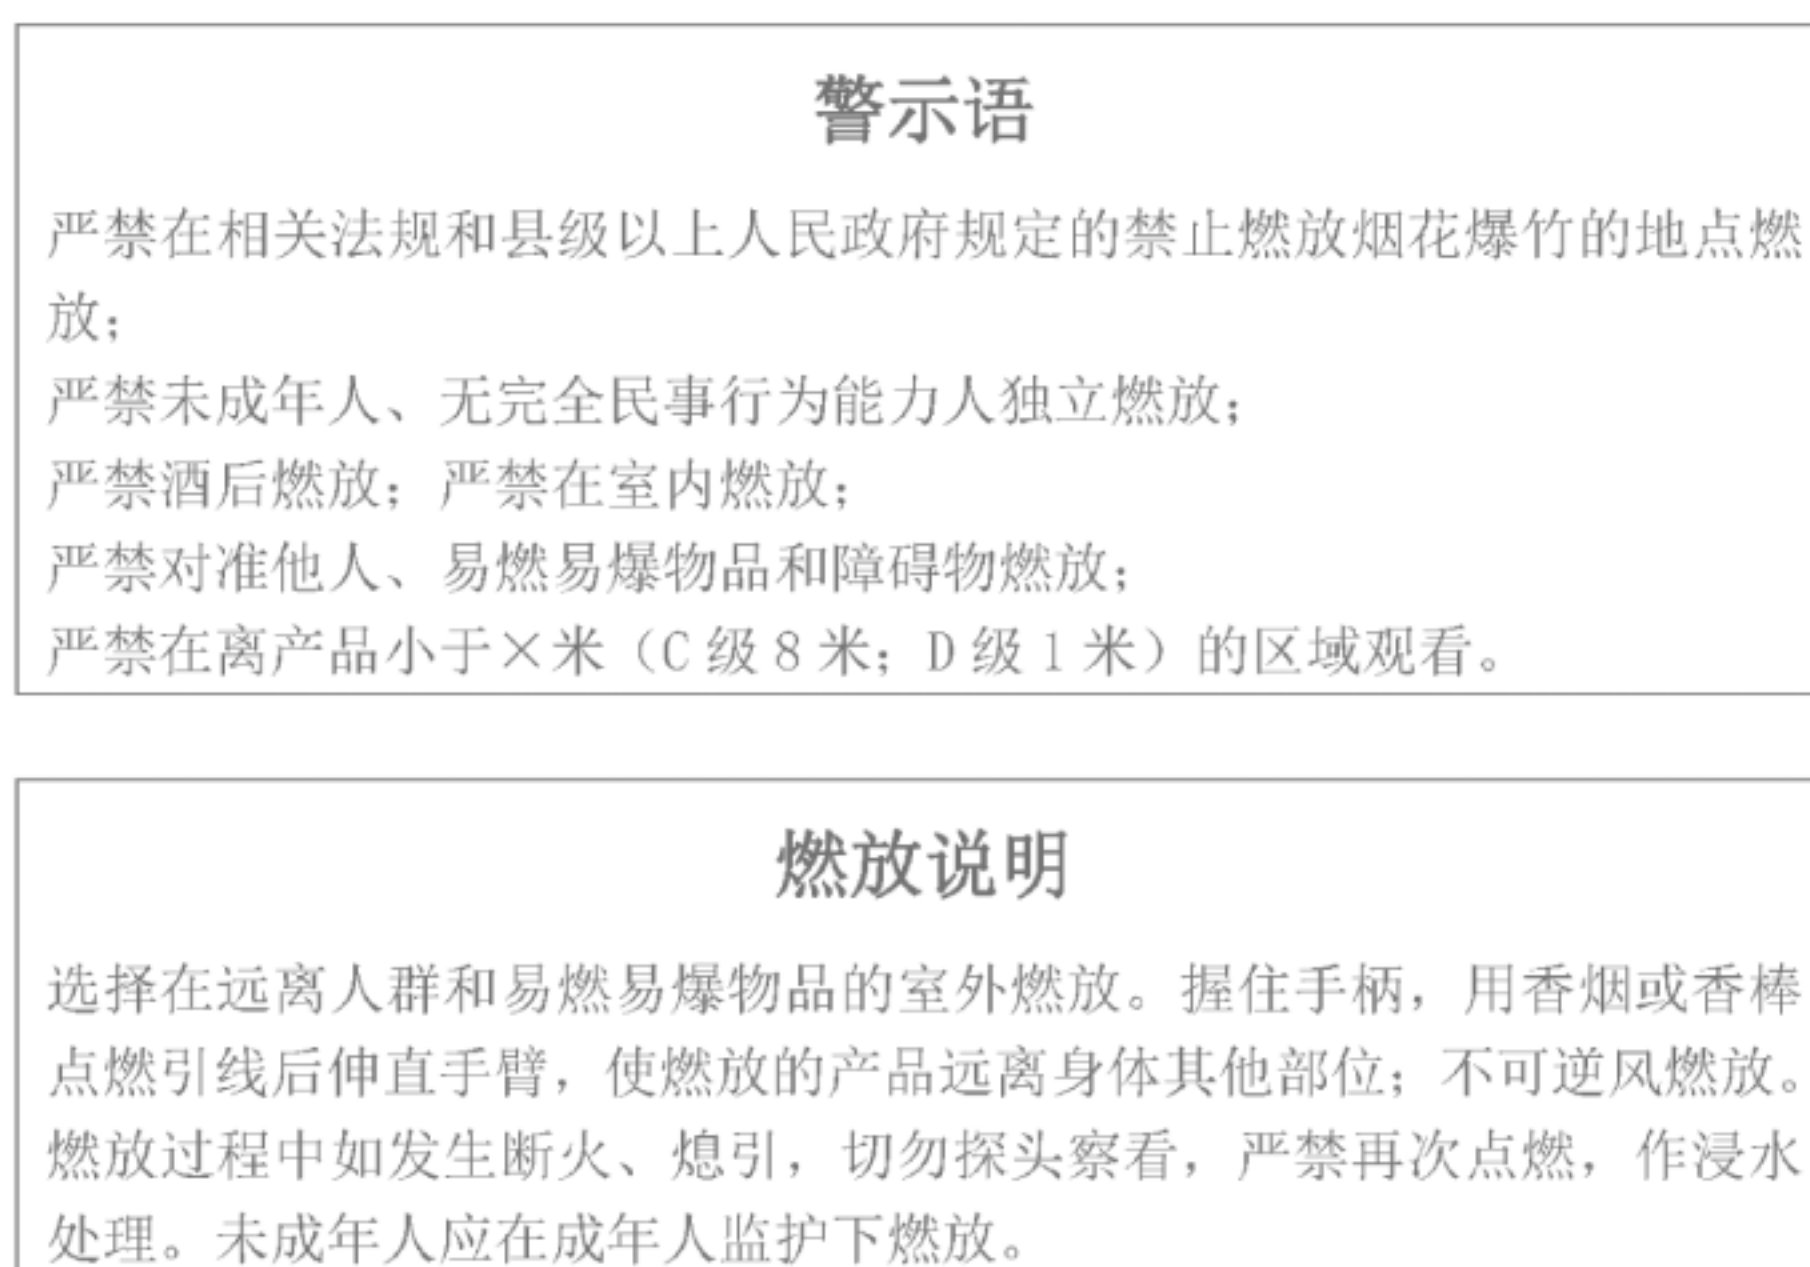 警示语
严禁在相关法规和县级以上人民政府规定的禁止燃放烟花爆竹的地点燃
放；
严禁未成年人、无完全民事行为能力人独立燃放；
严禁酒后燃放；严禁在室内燃放；
严禁对准他人、易燃易爆物品和障碍物燃放；
严禁在离产品小于×米（C级8米；D级1米）的区域观看。
燃放说明
选择在远离人群和易燃易爆物品的室外燃放。握住手柄，用香烟或香棒
点燃引线后伸直手臂，使燃放的产品远离身体其他部位；不可逆风燃放。
燃放过程中如发生断火、熄引，切勿探头察看，严禁再次点燃，作浸水
处理。未成年人应在成年人监护下燃放。